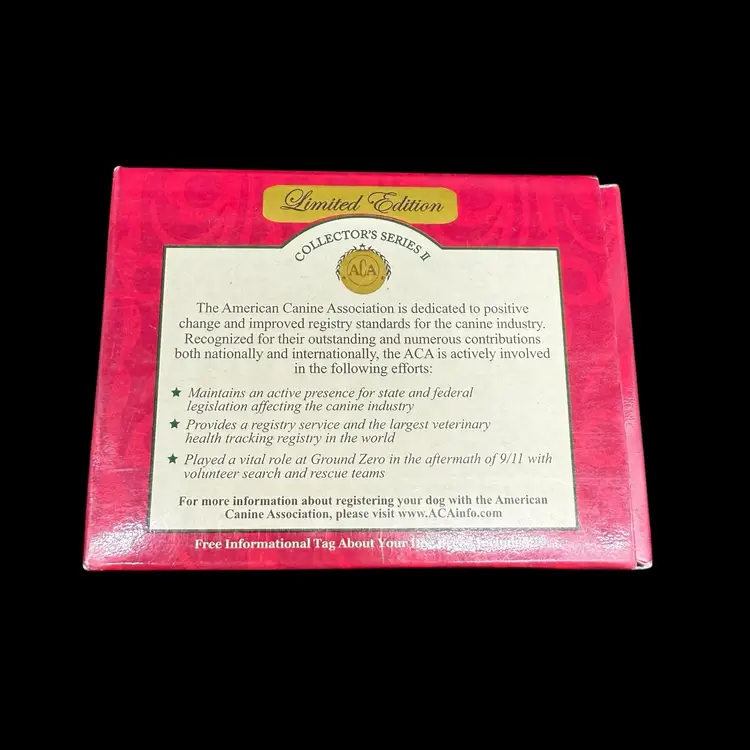 Limited Edition
COLLECTOR'S SERIES II
ACA
The American Canine Association is dedicated to positive
change and improved registry standards for the canine industry.
Recognized for their outstanding and numerous contributions
both nationally and internationally, the ACA is actively involved
in the following efforts:
Maintains an active presence for state and federal
legislation affecting the canine industry
Provides a registry service and the largest veterinary
health tracking registry in the world
Played a vital role at Ground Zero in the aftermath of 9/11 with
volunteer search and rescue teams
For more information about registering your dog with the American
Canine Association, please visit www.ACAinfo.com
Free Informational Tag About Your Dog